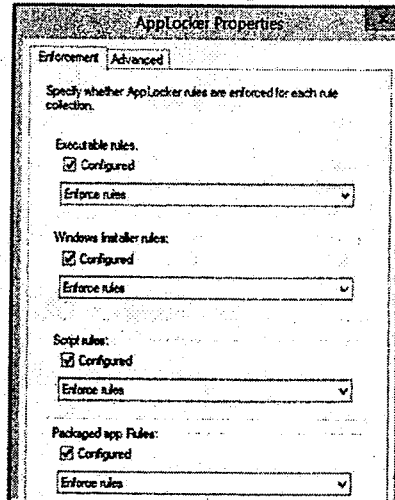 AppLocker Properties
x
Enforcement Advanced
Specify whether AppLocker rules are enforced for each rule
collection.
Executable rules:
Configured
Enforce rules
Windows Installer rules:
Configured
Enforce rules
Script rules:
Configured
Enforce rules
Packaged app Rules:
Configured
Enforce rules